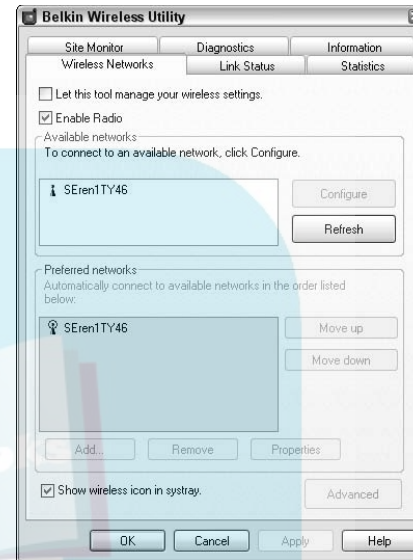 Belkin Wireless Utility
Site Monitor Diagnostics Information
Wireless Networks Link Status Statistics
Let this tool manage your wireless settings.
Enable Radio
Available networks
To connect to an available network, click Configure.
SEren1TY46
Configure
Refresh
Preferred networks
Automatically connect to available networks in the order listed
below:
SEren1TY46
Move up
Move down
Add... Remove Properties
Show wireless icon in systray.
Advanced
OK Cancel Apply Help